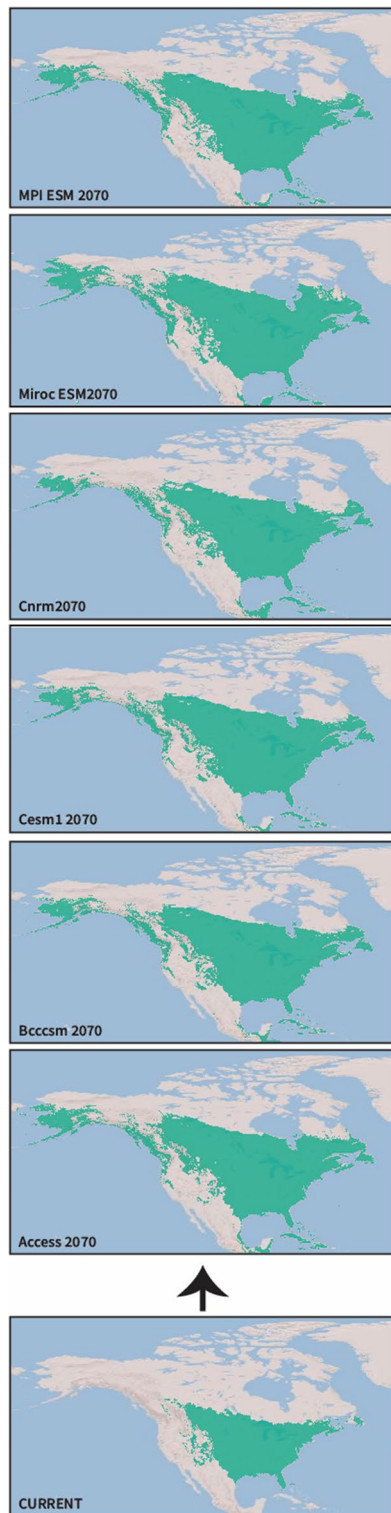 MPI ESM 2070
Miroc ESM2070
Cnrm2070
Cesm1 2070
Bcccsm 2070
Access 2070
CURRENT